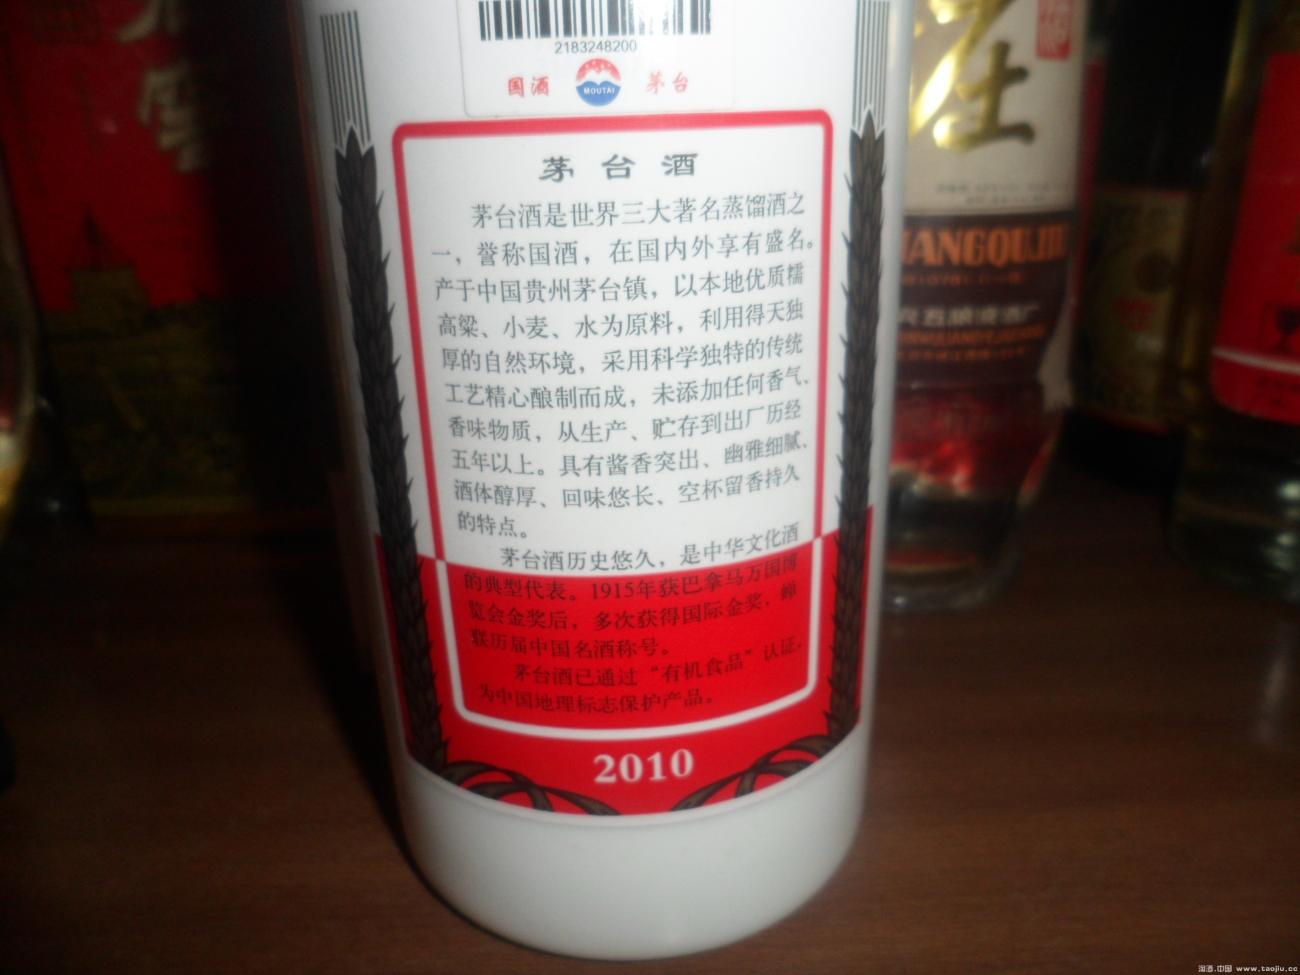 2183248200
国酒 MOUTAI 茅台
茅台酒
茅台酒是世界三大著名蒸馏酒之
一，誉称国酒，在国内外享有盛名。
产于中国贵州茅台镇，以本地优质糯
高粱、小麦、水为原料，利用得天独
厚的自然环境，采用科学独特的传统
工艺精心酿制而成，未添加任何香气、
香味物质，从生产、贮存到出厂历经
五年以上。具有酱香突出、幽雅细腻、
酒体醇厚、回味悠长、空杯留香持久
的特点。
茅台酒历史悠久，是中华文化酒
的典型代表。1915年获巴拿马万国博
览会金奖后，多次获得国际金奖，蝉
联历届中国名酒称号。
茅台酒已通过“有机食品”认证，
为中国地理标志保护产品。
2010
IANGQUJIU
淘酒.中国 www.taojiu.cc